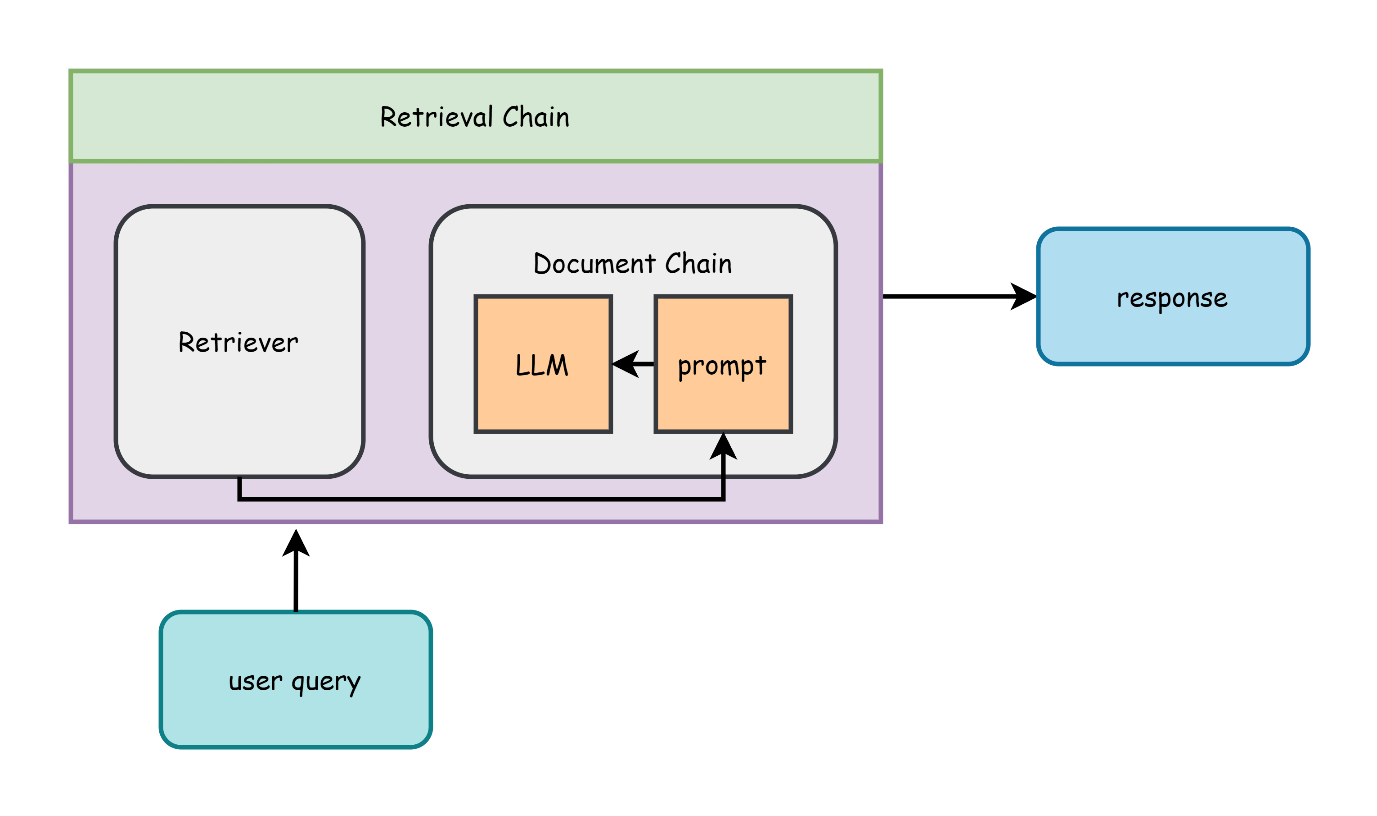 Retrieval Chain
Retriever
Document Chain
LLM
prompt
response
user query